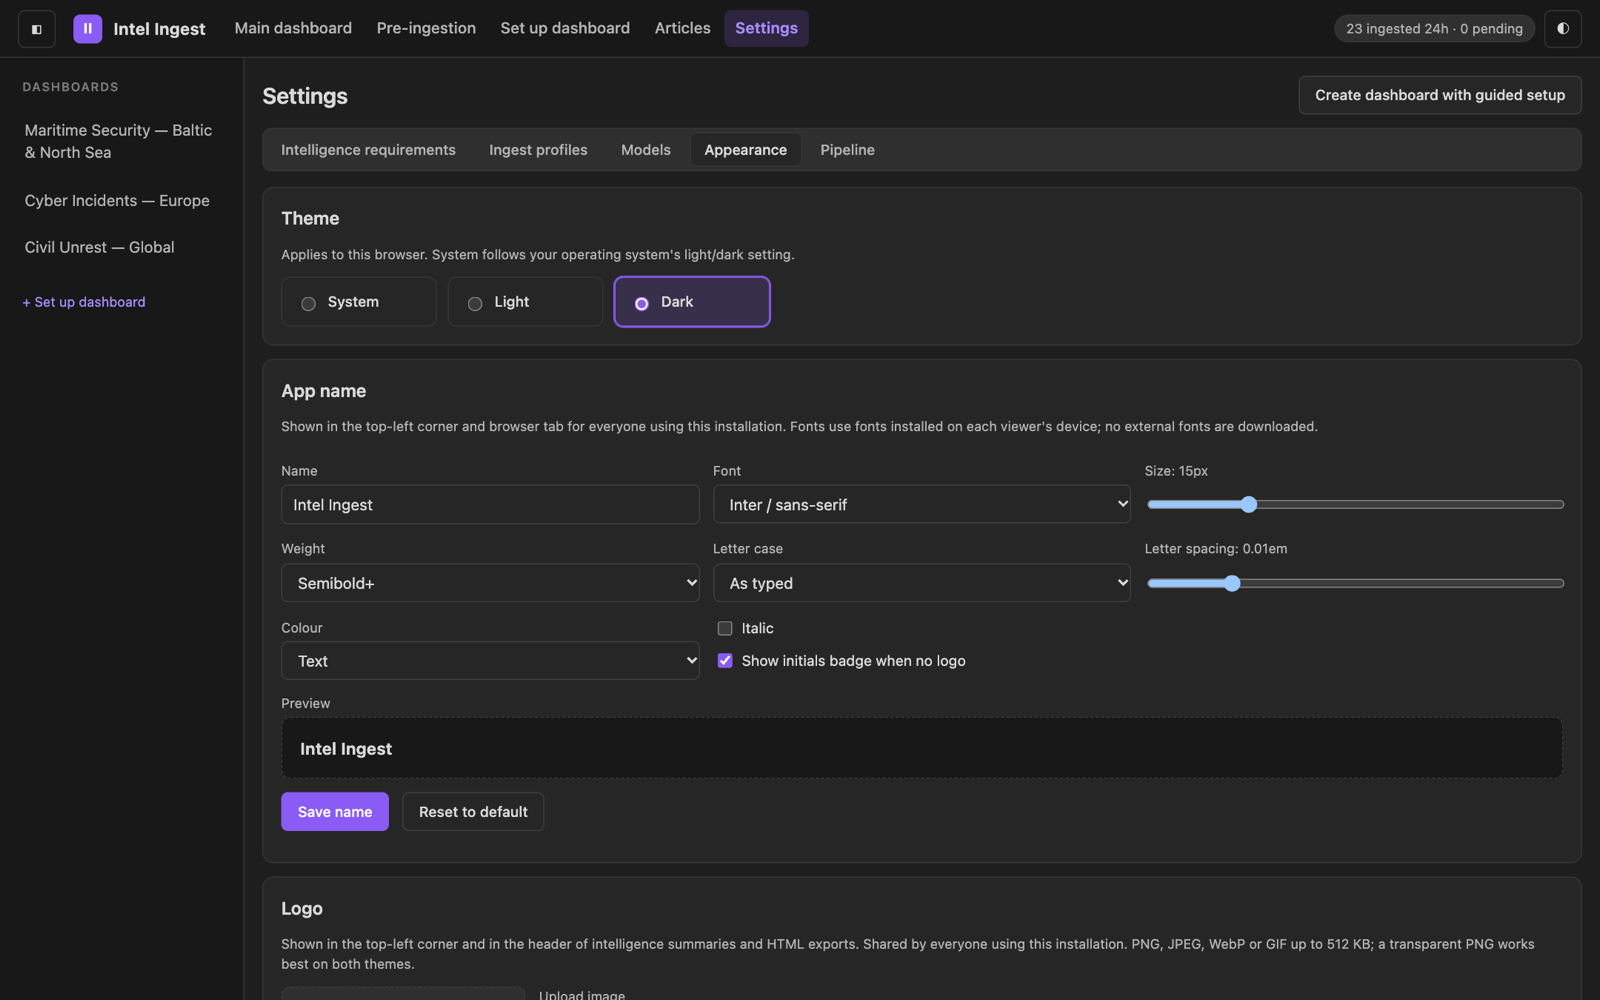 II Intel Ingest Main dashboard Pre-ingestion Set up dashboard Articles Settings 23 ingested 24h · 0 pending
DASHBOARDS
Maritime Security — Baltic
& North Sea
Cyber Incidents — Europe
Civil Unrest — Global
+ Set up dashboard
Settings
Create dashboard with guided setup
Intelligence requirements Ingest profiles Models Appearance Pipeline
Theme
Applies to this browser. System follows your operating system's light/dark setting.
System Light Dark
App name
Shown in the top-left corner and browser tab for everyone using this installation. Fonts use fonts installed on each viewer's device; no external fonts are downloaded.
Name Font Size: 15px
Intel Ingest Inter / sans-serif
Weight Letter case Letter spacing: 0.01em
Semibold+ As typed
Colour Italic
Text Show initials badge when no logo
Preview
Intel Ingest
Save name Reset to default
Logo
Shown in the top-left corner and in the header of intelligence summaries and HTML exports. Shared by everyone using this installation. PNG, JPEG, WebP or GIF up to 512 KB; a transparent PNG works
best on both themes.
Upload image